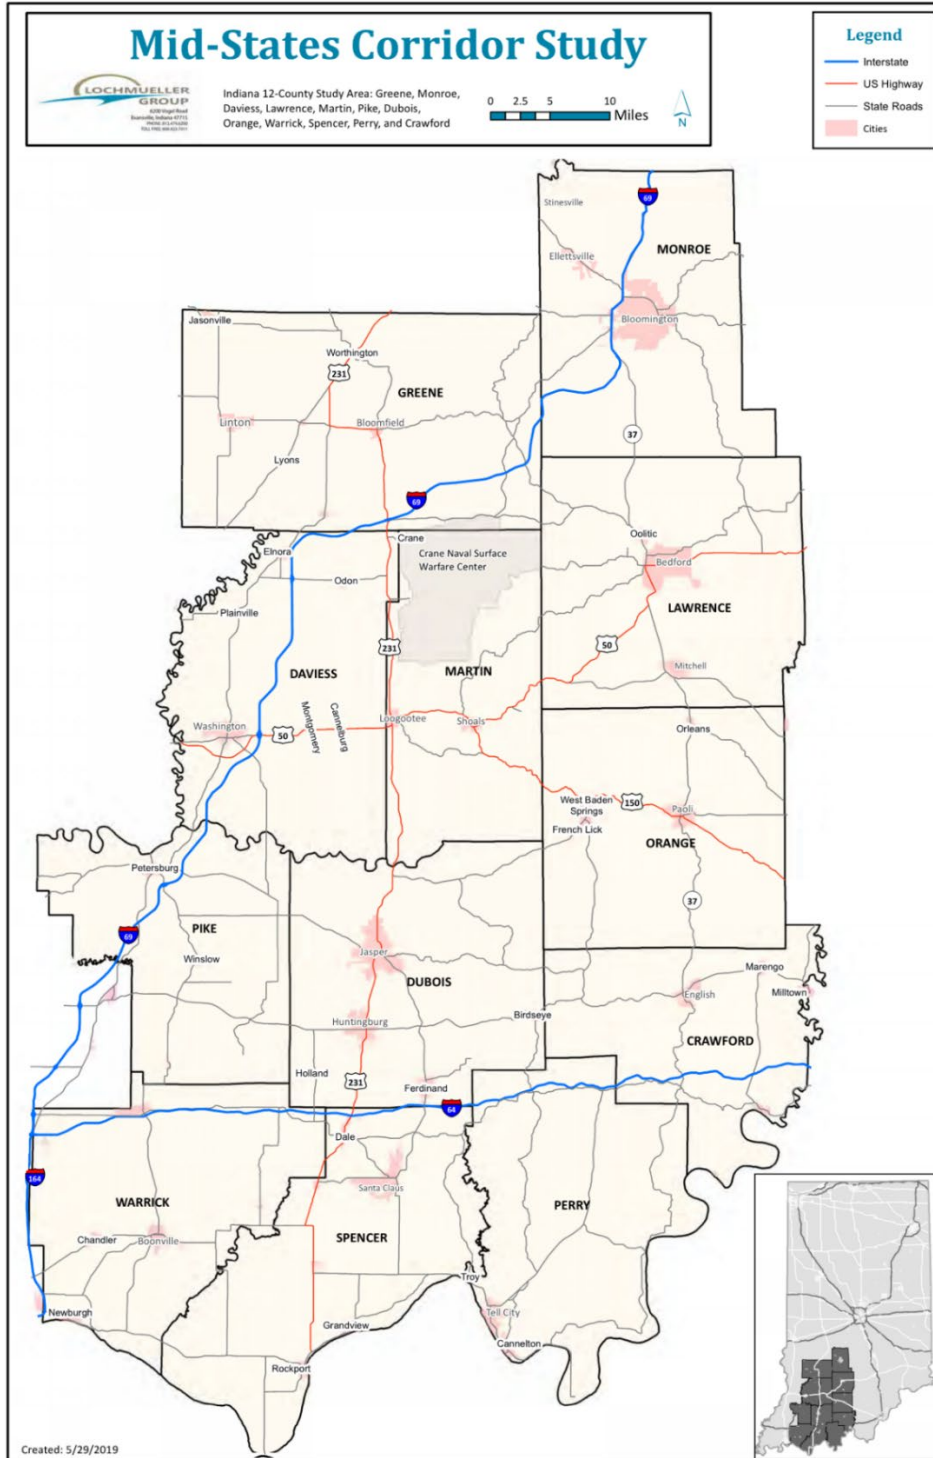 Mid-States Corridor Study
LOCHMUELLER
GROUP
6200 Vogel Road
Evansville, Indiana 47715
Indiana 12-County Study Area: Greene, Monroe,
Daviess, Lawrence, Martin, Pike, Dubois,
Orange, Warrick, Spencer, Perry, and Crawford
0 2.5 5 10
Miles
N
Legend
Interstate
US Highway
State Roads
Cities
69
Stinesville
MONROE
Ellettsville
Bloomington
Jasonville
Worthington
231
GREENE
Linton
Bloomfield
37
Lyons
69
Oolitic
Crane
Elnora
Crane Naval Surface
Warfare Center
Bedford
Odon
LAWRENCE
Plainville
231
50
DAVIESS
MARTIN
Mitchell
Washington
50
Montgomery
Cannelburg
Loogootee
Shoals
Orleans
West Baden
Springs
150
Paoli
French Lick
ORANGE
Petersburg
37
69
PIKE
Winslow
Jasper
DUBOIS
Marengo
Milltown
English
Birdseye
Huntingburg
CRAWFORD
Holland
231
Ferdinand
64
Dale
164
Santa Claus
WARRICK
PERRY
Chandler
Boonville
SPENCER
Troy
Newburgh
Tell City
Grandview
Cannelton
Rockport
Created: 5/29/2019